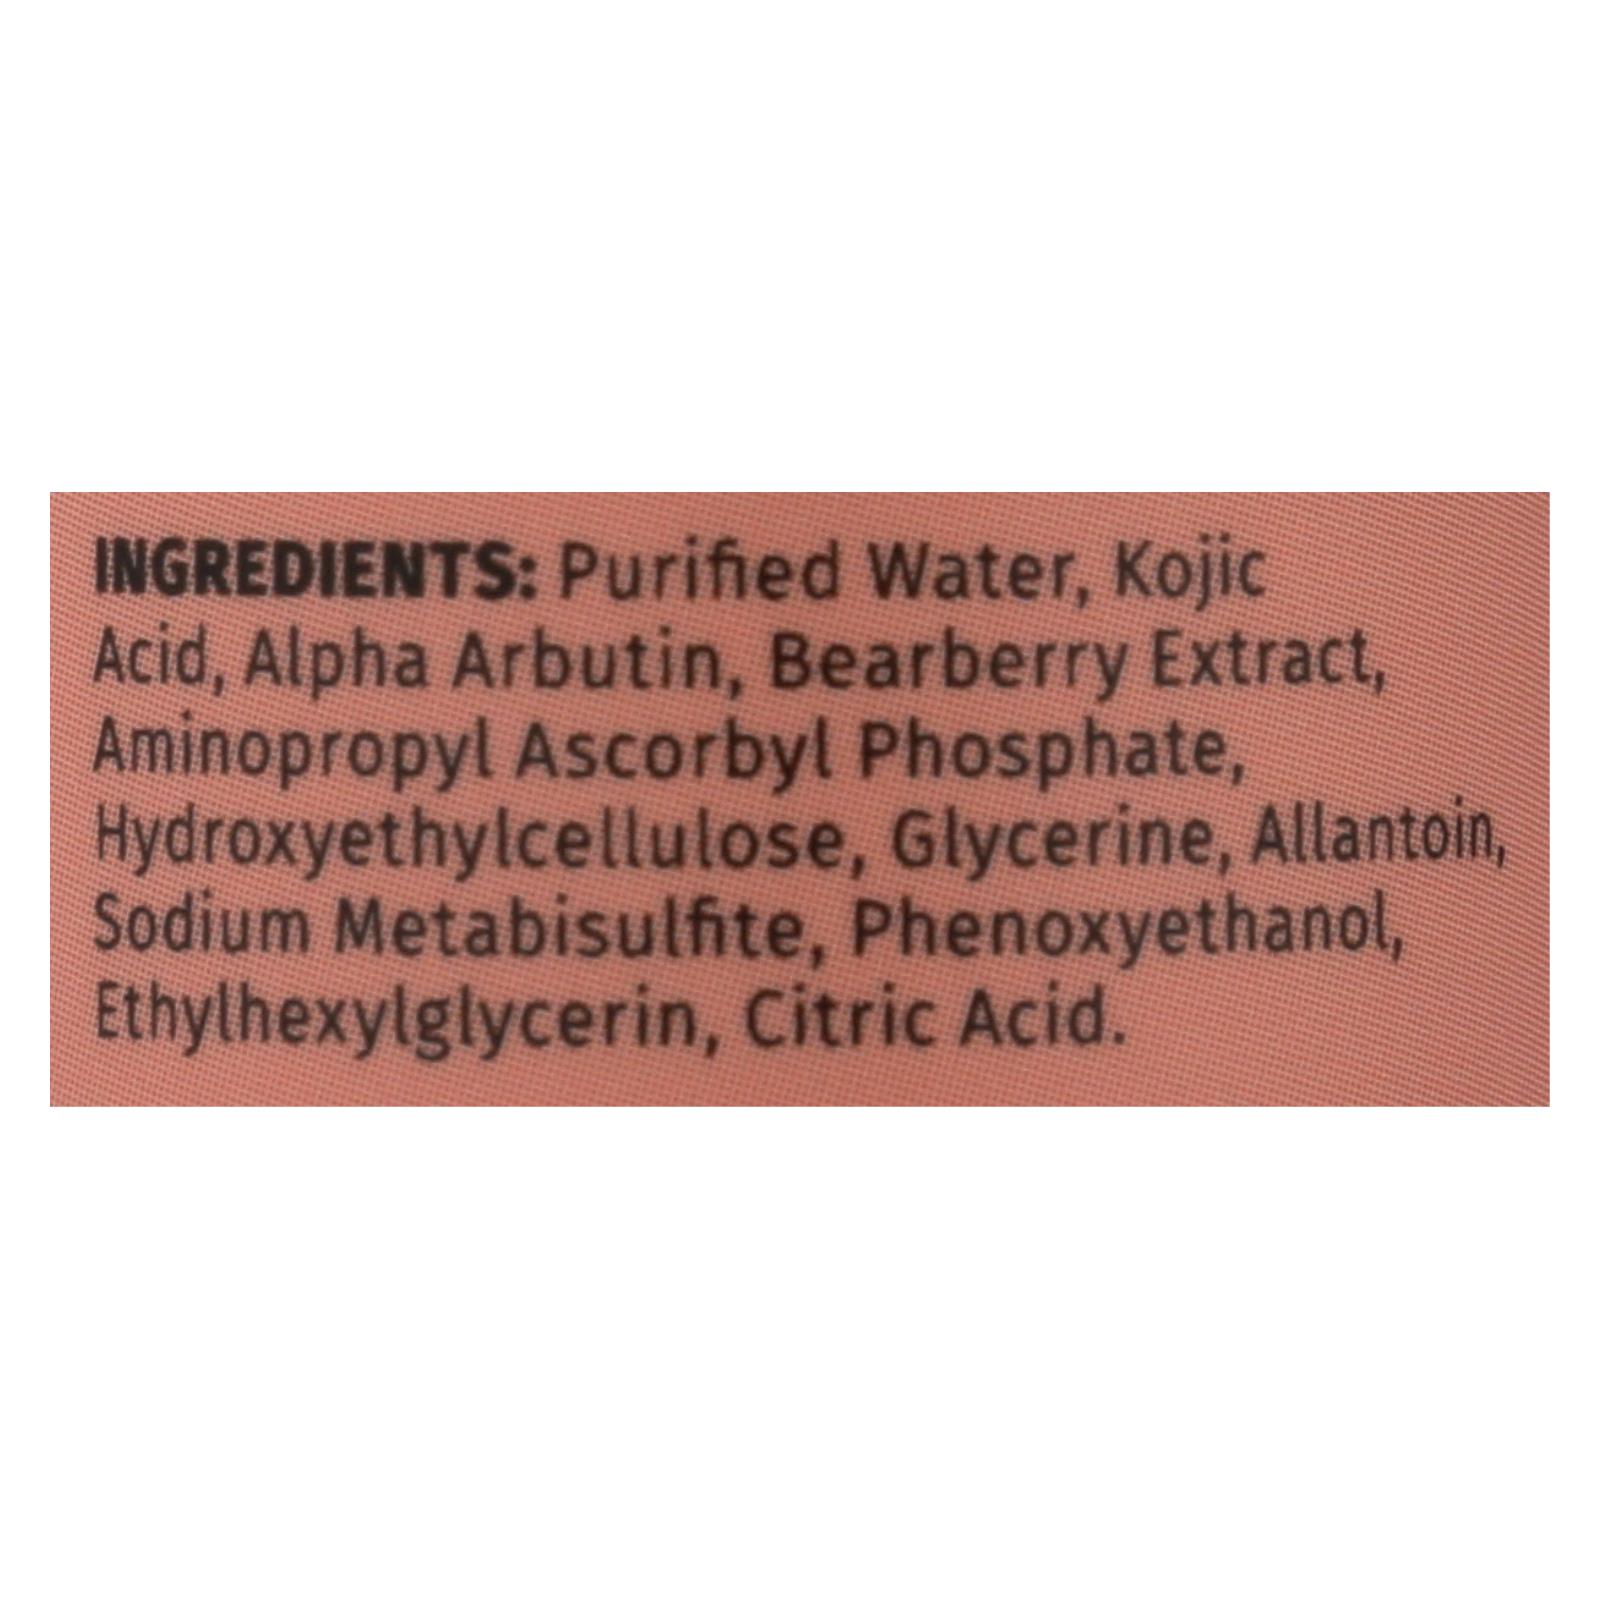 INGREDIENTS: Purified Water, Kojic
Acid, Alpha Arbutin, Bearberry Extract,
Aminopropyl Ascorbyl Phosphate,
Hydroxyethylcellulose, Glycerine, Allantoin,
Sodium Metabisulfite, Phenoxyethanol,
Ethylhexylglycerin, Citric Acid.